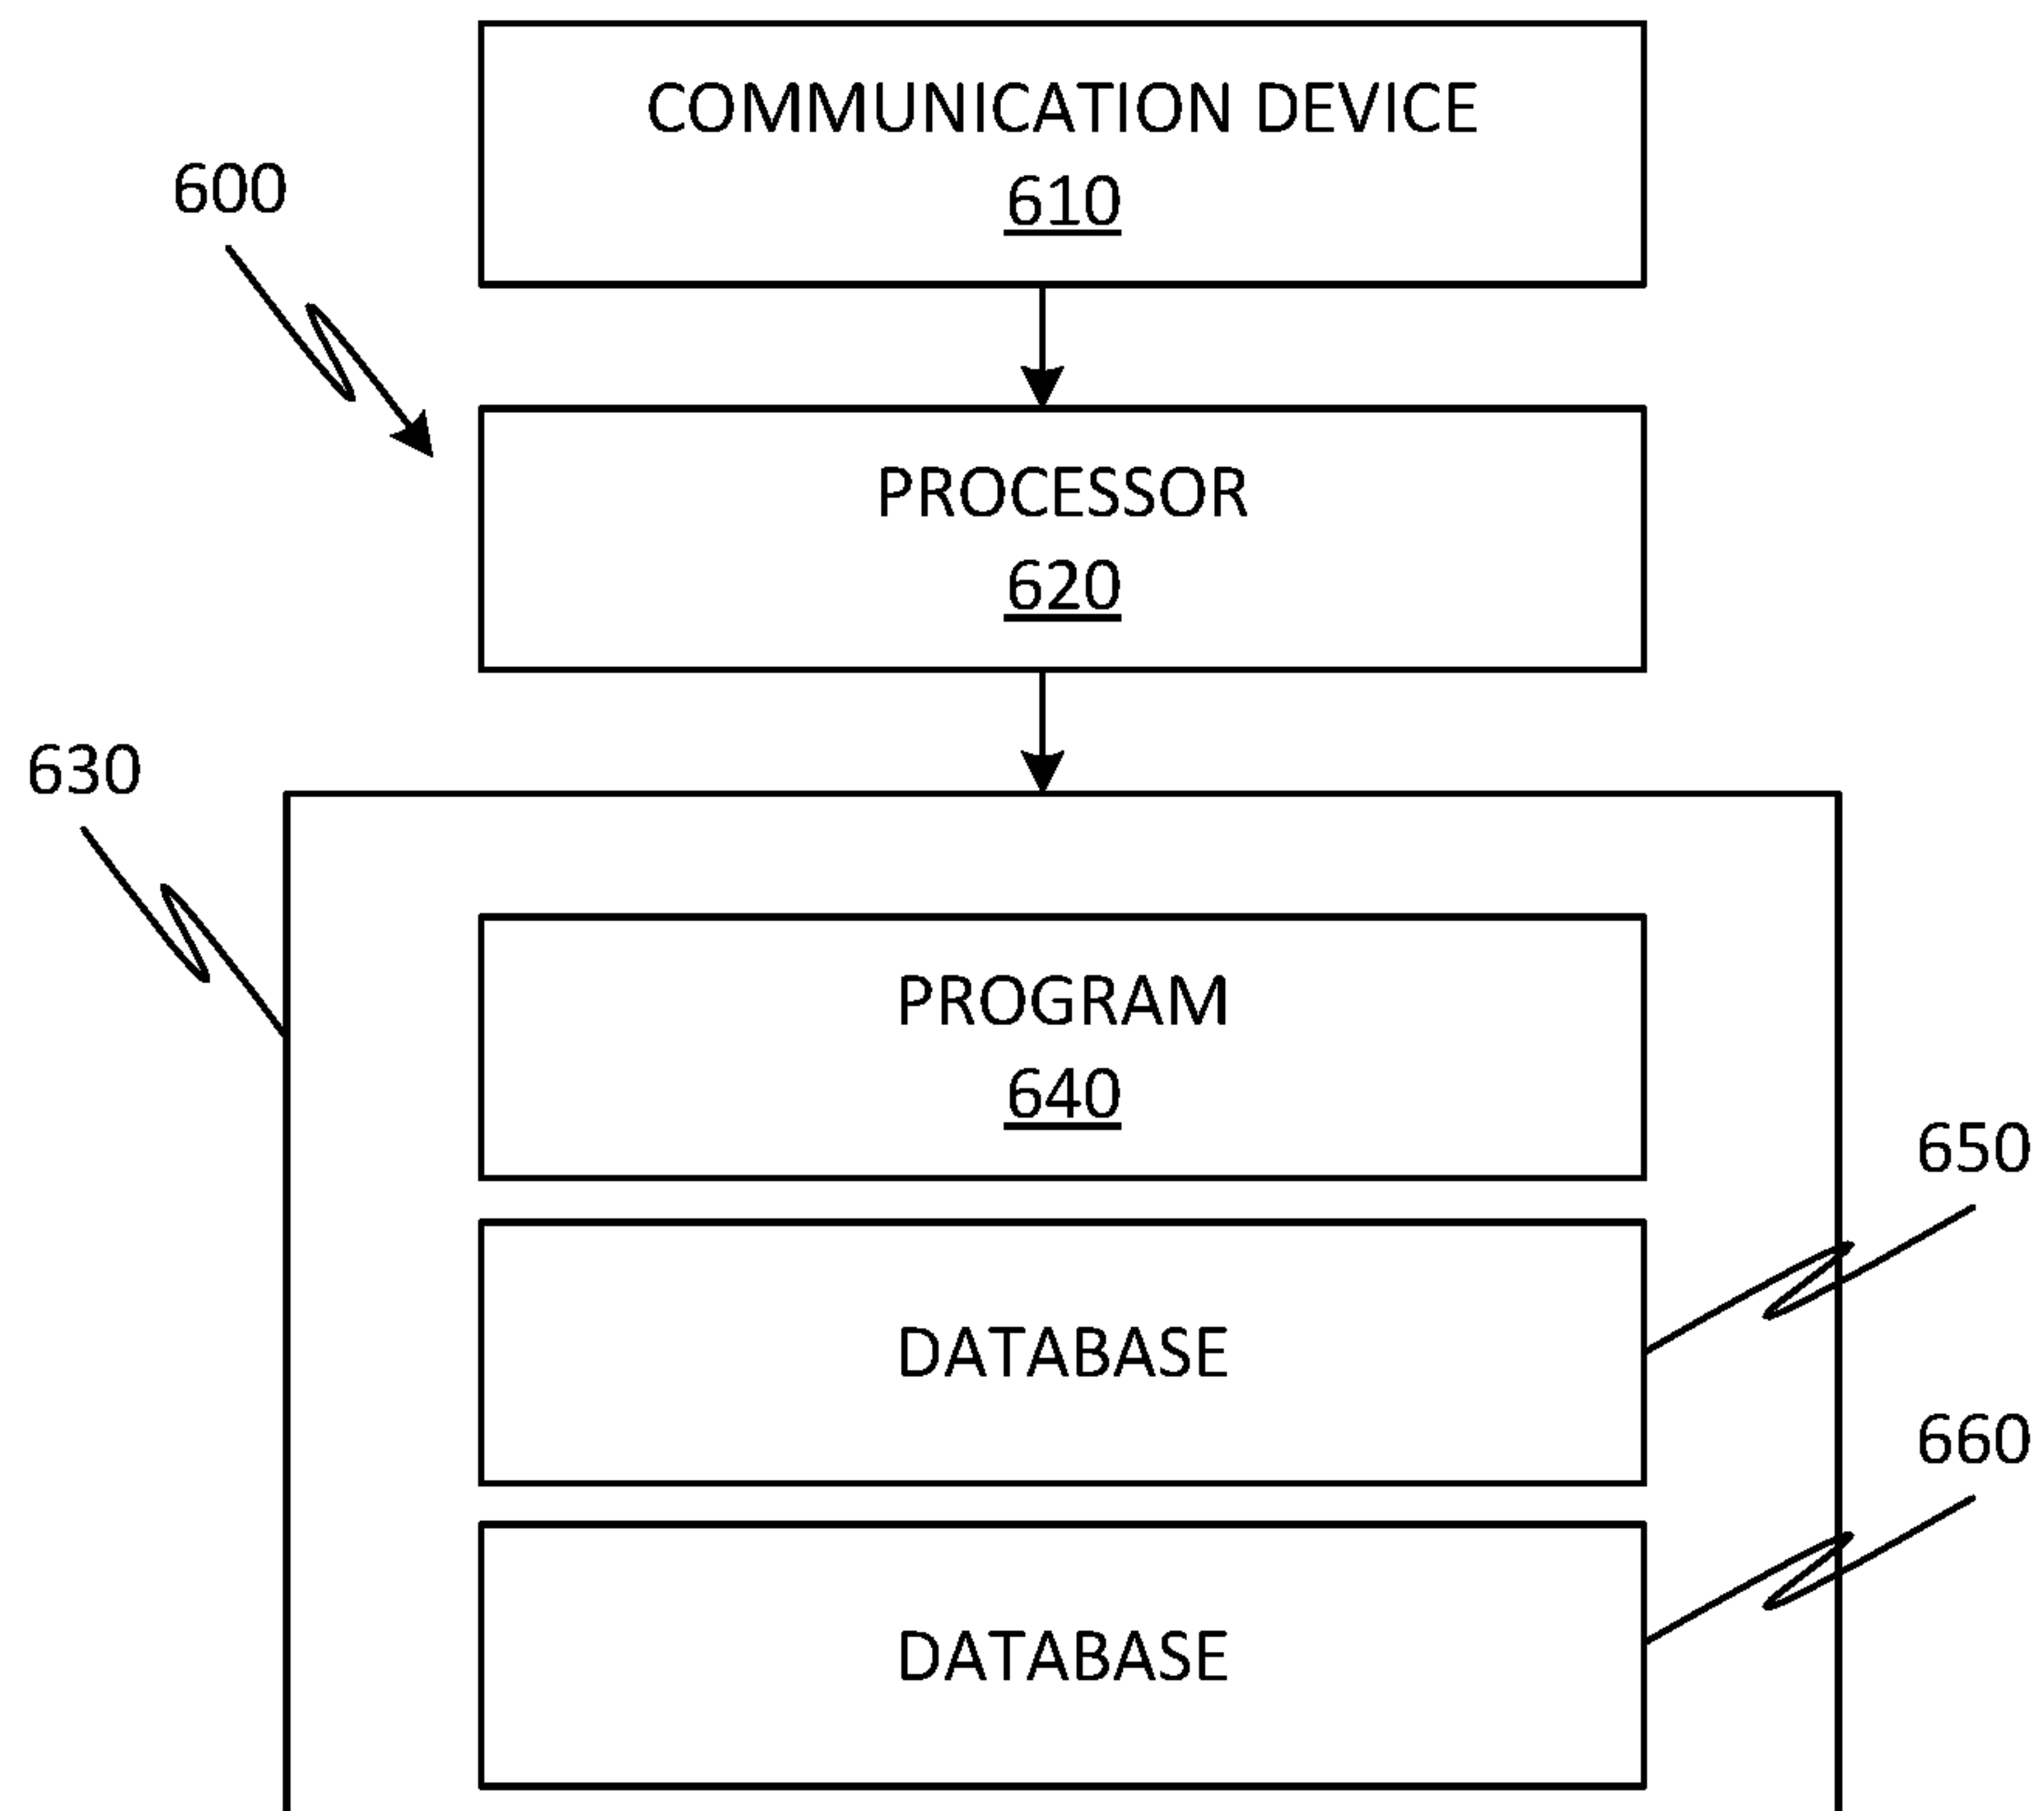 COMMUNICATION DEVICE
610
600
PROCESSOR
620
630
PROGRAM
640
650
DATABASE
660
DATABASE